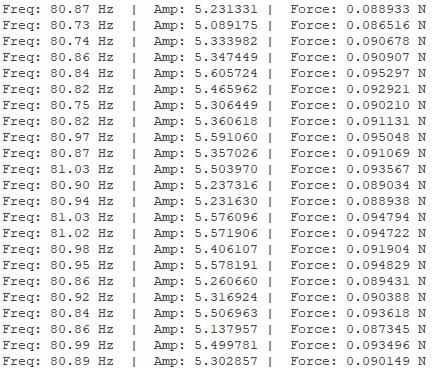 Freq: 80.87 Hz | Amp: 5.231331 | Force: 0.088933 N
Freq: 80.73 Hz | Amp: 5.089175 | Force: 0.086516 N
Freq: 80.74 Hz | Amp: 5.333982 | Force: 0.090678 N
Freq: 80.86 Hz | Amp: 5.347449 | Force: 0.090907 N
Freq: 80.84 Hz | Amp: 5.605724 | Force: 0.095297 N
Freq: 80.82 Hz | Amp: 5.465962 | Force: 0.092921 N
Freq: 80.75 Hz | Amp: 5.306449 | Force: 0.090210 N
Freq: 80.82 Hz | Amp: 5.360618 | Force: 0.091131 N
Freq: 80.97 Hz | Amp: 5.591060 | Force: 0.095048 N
Freq: 80.87 Hz | Amp: 5.357026 | Force: 0.091069 N
Freq: 81.03 Hz | Amp: 5.503970 | Force: 0.093567 N
Freq: 80.90 Hz | Amp: 5.237316 | Force: 0.089034 N
Freq: 80.94 Hz | Amp: 5.231630 | Force: 0.088938 N
Freq: 81.03 Hz | Amp: 5.576096 | Force: 0.094794 N
Freq: 81.02 Hz | Amp: 5.571906 | Force: 0.094722 N
Freq: 80.98 Hz | Amp: 5.406107 | Force: 0.091904 N
Freq: 80.95 Hz | Amp: 5.578191 | Force: 0.094829 N
Freq: 80.86 Hz | Amp: 5.260660 | Force: 0.089431 N
Freq: 80.92 Hz | Amp: 5.316924 | Force: 0.090388 N
Freq: 80.84 Hz | Amp: 5.506963 | Force: 0.093618 N
Freq: 80.86 Hz | Amp: 5.137957 | Force: 0.087345 N
Freq: 80.99 Hz | Amp: 5.499781 | Force: 0.093496 N
Freq: 80.89 Hz | Amp: 5.302857 | Force: 0.090149 N